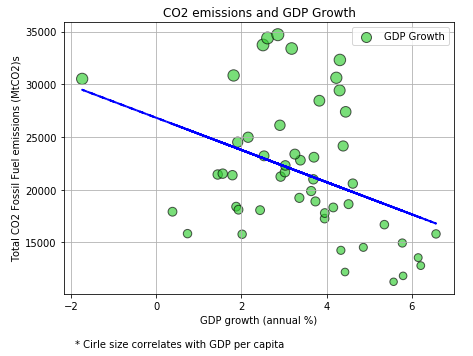 CO2 emissions and GDP Growth
GDP Growth
35000
30000
25000
20000
15000
Total CO2 Fossil Fuel emissions (MtCO2)s
−2
0
2
4
6
GDP growth (annual %)
* Cirle size correlates with GDP per capita